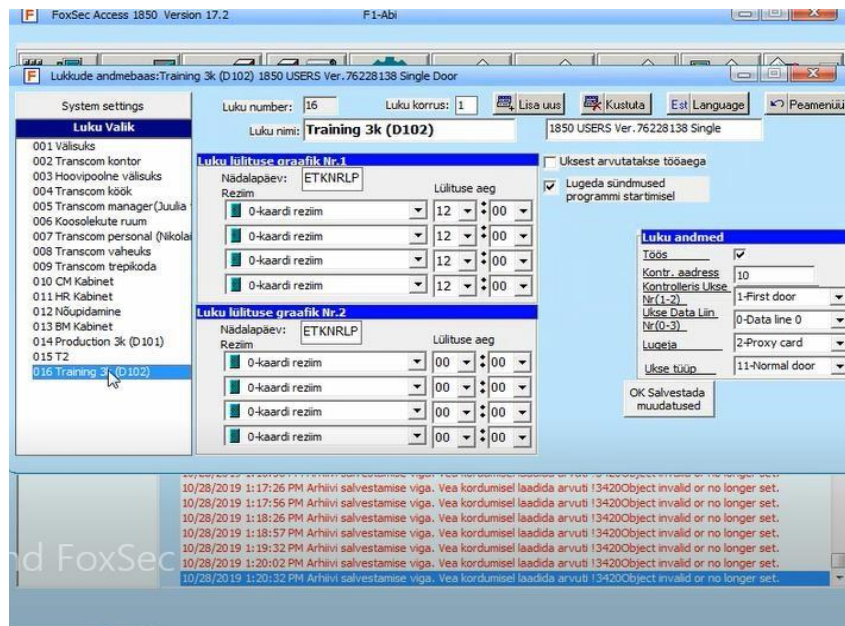 FoxSec Access 1850 Version 17.2
F1-Abi
Lukkude andmebaas:Training 3k (D102) 1850 USERS Ver.76228138 Single Door
System settings
Luku Valik
001 Välisuks
002 Transcom kontor
003 Hoovipoolne välisuks
004 Transcom köök
005 Transcom manager(Juulia
006 Koosolekute ruum
007 Transcom personal (Nikolai
008 Transcom vaheuks
009 Transcom trepikoda
010 CM Kabinet
011 HR Kabinet
012 Nõupidamine
013 BM Kabinet
014 Production 3k (D101)
015 T2
016 Training 3k (D102)
Luku number: 16
Luku korrus: 1
Lisa uus
Kustuta
Est Language
Peamenüü
Luku nimi: Training 3k (D102)
1850 USERS Ver.76228138 Single
Luku lülituse graafik Nr.1
Nädalapäev: ETKNRLP
Reziim
Lülituse aeg
0-kaardi reziim 12 : 00
0-kaardi reziim 12 : 00
0-kaardi reziim 12 : 00
0-kaardi reziim 12 : 00
Luku lülituse graafik Nr.2
Nädalapäev: ETKNRLP
Reziim
Lülituse aeg
0-kaardi reziim 00 : 00
0-kaardi reziim 00 : 00
0-kaardi reziim 00 : 00
0-kaardi reziim 00 : 00
Uksest arvutatakse tööaega
Lugeda sündmused
programmi startimisel
Luku andmed
Töös
Kontr. aadress 10
Kontrolleris Ukse
Nr(1-2) 1-First door
Ukse Data Liin
Nr(0-3) 0-Data line 0
Lugeja 2-Proxy card
Ukse tüüp 11-Normal door
OK Salvestada
muudatused
10/28/2019 1:17:26 PM Arhiivi salvestamise viga. Vea kordumisel laadida arvuti !3420Object invalid or no longer set.
10/28/2019 1:17:56 PM Arhiivi salvestamise viga. Vea kordumisel laadida arvuti !3420Object invalid or no longer set.
10/28/2019 1:18:26 PM Arhiivi salvestamise viga. Vea kordumisel laadida arvuti !3420Object invalid or no longer set.
10/28/2019 1:18:57 PM Arhiivi salvestamise viga. Vea kordumisel laadida arvuti !3420Object invalid or no longer set.
10/28/2019 1:19:32 PM Arhiivi salvestamise viga. Vea kordumisel laadida arvuti !3420Object invalid or no longer set.
10/28/2019 1:20:02 PM Arhiivi salvestamise viga. Vea kordumisel laadida arvuti !3420Object invalid or no longer set.
10/28/2019 1:20:32 PM Arhiivi salvestamise viga. Vea kordumisel laadida arvuti !3420Object invalid or no longer set.
nd FoxSec